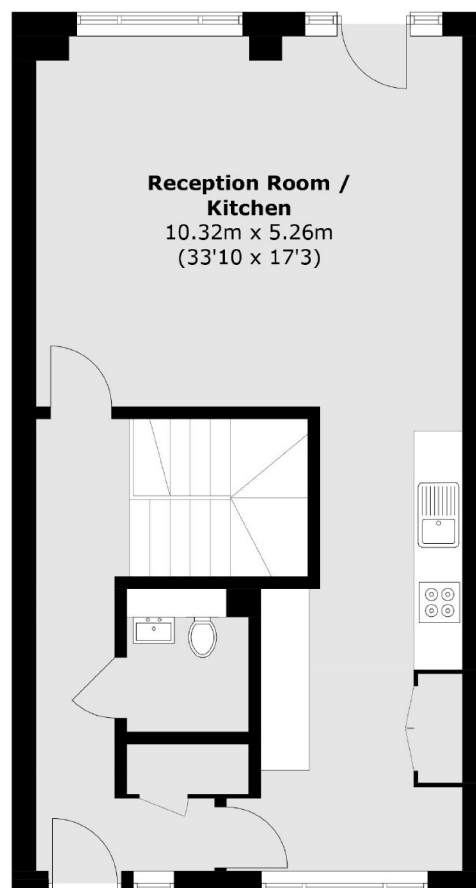 Reception Room /
Kitchen
10.32m x 5.26m
(33'10 x 17'3)